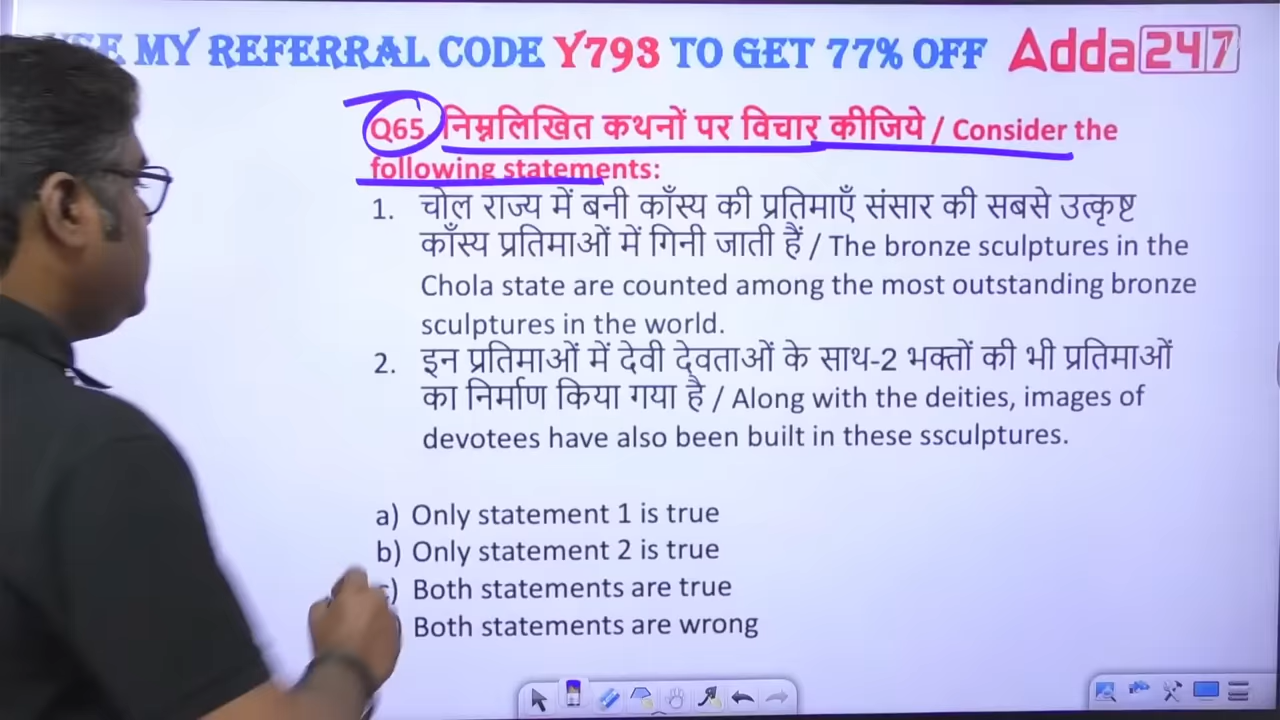 MY REFERRAL CODE Y793 TO GET 77% OFF Adda247
Q65 निम्नलिखित कथनों पर विचार कीजिये / Consider the
following statements:
1. चोल राज्य में बनी काँस्य की प्रतिमाएँ संसार की सबसे उत्कृष्ट
काँस्य प्रतिमाओं में गिनी जाती हैं / The bronze sculptures in the
Chola state are counted among the most outstanding bronze
sculptures in the world.
2. इन प्रतिमाओं में देवी देवताओं के साथ-2 भक्तों की भी प्रतिमाओं
का निर्माण किया गया है / Along with the deities, images of
devotees have also been built in these ssculptures.
a) Only statement 1 is true
b) Only statement 2 is true
c) Both statements are true
) Both statements are wrong